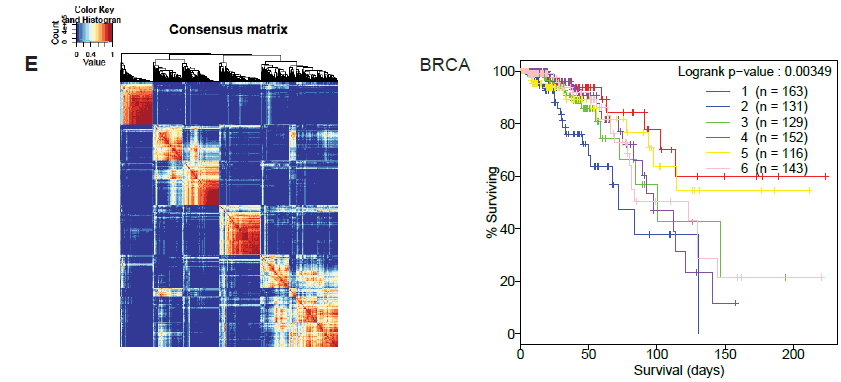 Color Key
and Histogram
Count
0 0.4 1
Value
Consensus matrix
E
BRCA
Logrank p−value : 0.00349
1 (n = 163)
2 (n = 131)
3 (n = 129)
4 (n = 152)
5 (n = 116)
6 (n = 143)
% Surviving
100
80
60
40
20
0
0 50 100 150 200
Survival (days)